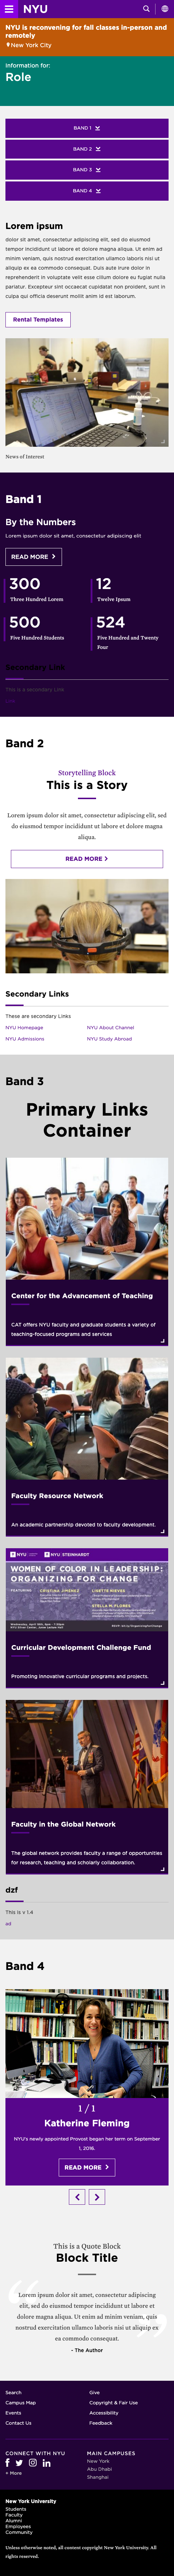 NYU
NYU is reconvening for fall classes in-person and
remotely
New York City
Information for:
Role
BAND 1
BAND 2
BAND 3
BAND 4
Lorem ipsum
dolor sit amet, consectetur adipisicing elit, sed do eiusmod
tempor incididunt ut labore et dolore magna aliqua. Ut enim ad
minim veniam, quis nostrud exercitation ullamco laboris nisi ut
aliquip ex ea commodo consequat. Duis aute irure dolor in
reprehenderit in voluptate velit esse cillum dolore eu fugiat nulla
pariatur. Excepteur sint occaecat cupidatat non proident, sunt in
culpa qui officia deserunt mollit anim id est laborum.
Rental Templates
News of Interest
Band 1
By the Numbers
Lorem ipsum dolor sit amet, consectetur adipisicing elit
READ MORE
300
Three Hundred Lorem
12
Twelve Ipsum
500
Five Hundred Students
524
Five Hundred and Twenty
Four
Secondary Link
This is a secondary Link
Band 2
Storytelling Block
This is a Story
Lorem ipsum dolor sit amet, consectetur adipisicing elit, sed
do eiusmod tempor incididunt ut labore et dolore magna
aliqua.
READ MORE
Secondary Links
These are secondary Links
NYU Homepage
NYU About Channel
NYU Admissions
NYU Study Abroad
Band 3
Primary Links
Container
Center for the Advancement of Teaching
CAT offers NYU faculty and graduate students a variety of
teaching-focused programs and services
Faculty Resource Network
An academic partnership devoted to faculty development.
NYU
NYU STEINHARDT
WOMEN OF COLOR IN LEADERSHIP:
ORGANIZING FOR CHANGE
FEATURING
CRISTINA JIMÉNEZ
LISETTE NIEVES
STELLA M. FLORES
Curricular Development Challenge Fund
Promoting innovative curricular programs and projects.
Faculty in the Global Network
The global network provides faculty a range of opportunities
for research, teaching and scholarly collaboration.
dzf
This is v 1.4
ad
Band 4
1 / 1
Katherine Fleming
NYU's newly appointed Provost began her term on September
1, 2016.
READ MORE
This is a Quote Block
Block Title
Lorem ipsum dolor sit amet, consectetur adipisicing
elit, sed do eiusmod tempor incididunt ut labore et
dolore magna aliqua. Ut enim ad minim veniam, quis
nostrud exercitation ullamco laboris nisi ut aliquip ex
ea commodo consequat.
- The Author
Search
Give
Campus Map
Copyright & Fair Use
Events
Accessibility
Contact Us
Feedback
CONNECT WITH NYU
+ More
MAIN CAMPUSES
New York
Abu Dhabi
Shanghai
New York University
Students
Faculty
Alumni
Employees
Community
Unless otherwise noted, all content copyright New York University. All
rights reserved.